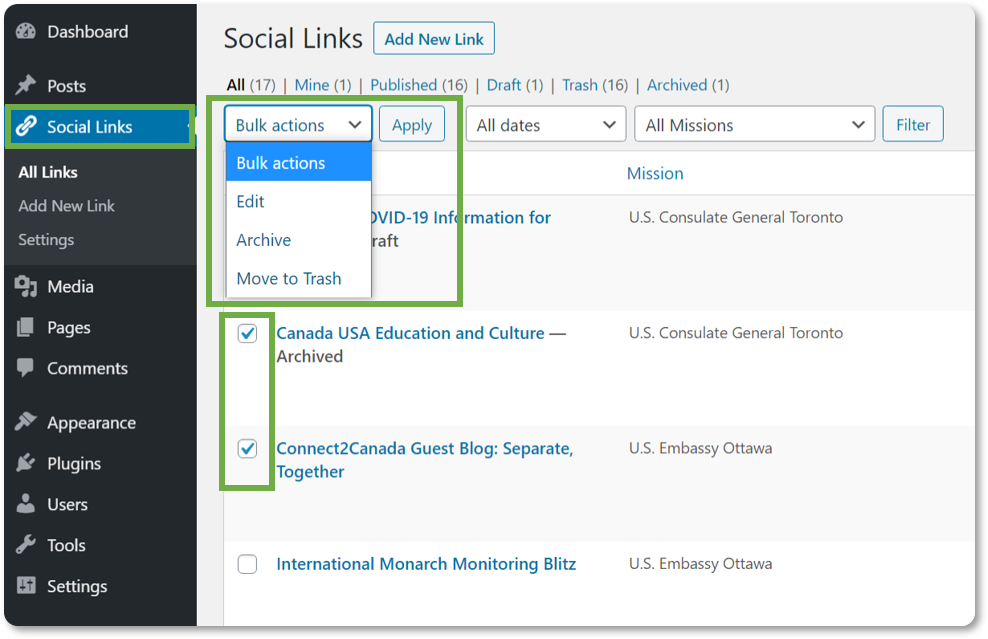 Dashboard
Posts
Social Links
All Links
Add New Link
Settings
Media
Pages
Comments
Appearance
Plugins
Users
Tools
Settings
Social Links Add New Link
All (17) | Mine (1) | Published (16) | Draft (1) | Trash (16) | Archived (1)
Bulk actions Apply All dates All Missions Filter
Bulk actions
Edit
Archive
Move to Trash
Mission
OVID-19 Information for U.S. Consulate General Toronto
raft
Canada USA Education and Culture — U.S. Consulate General Toronto
Archived
Connect2Canada Guest Blog: Separate, U.S. Embassy Ottawa
Together
International Monarch Monitoring Blitz U.S. Embassy Ottawa